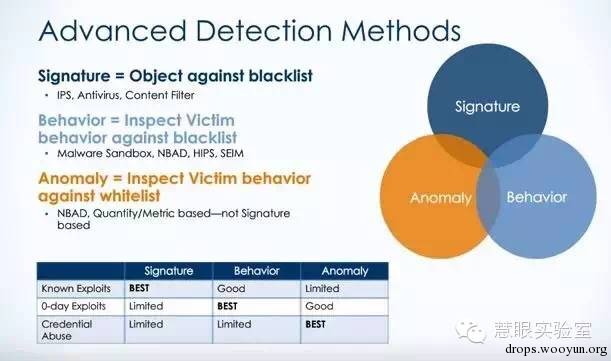 Advanced Detection Methods
Signature = Object against blacklist
• IPS, Antivirus, Content Filter
Behavior = Inspect Victim
behavior against blacklist
• Malware Sandbox, NBAD, HIPS, SEIM
Anomaly = Inspect Victim behavior
against whitelist
• NBAD, Quantity/Metric based—not Signature
based
Signature
Anomaly
Behavior
Signature Behavior Anomaly
Known Exploits BEST Good Limited
0-day Exploits Limited BEST Good
Credential
Abuse Limited Limited BEST
慧眼实验室
drops.wooyun.org